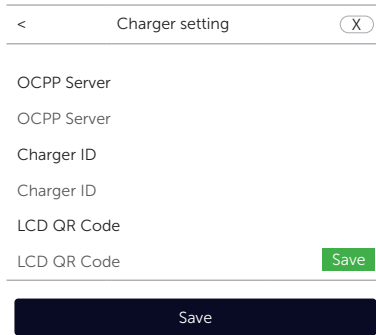 < Charger setting X
OCPP Server
OCPP Server
Charger ID
Charger ID
LCD QR Code
LCD QR Code Save
Save